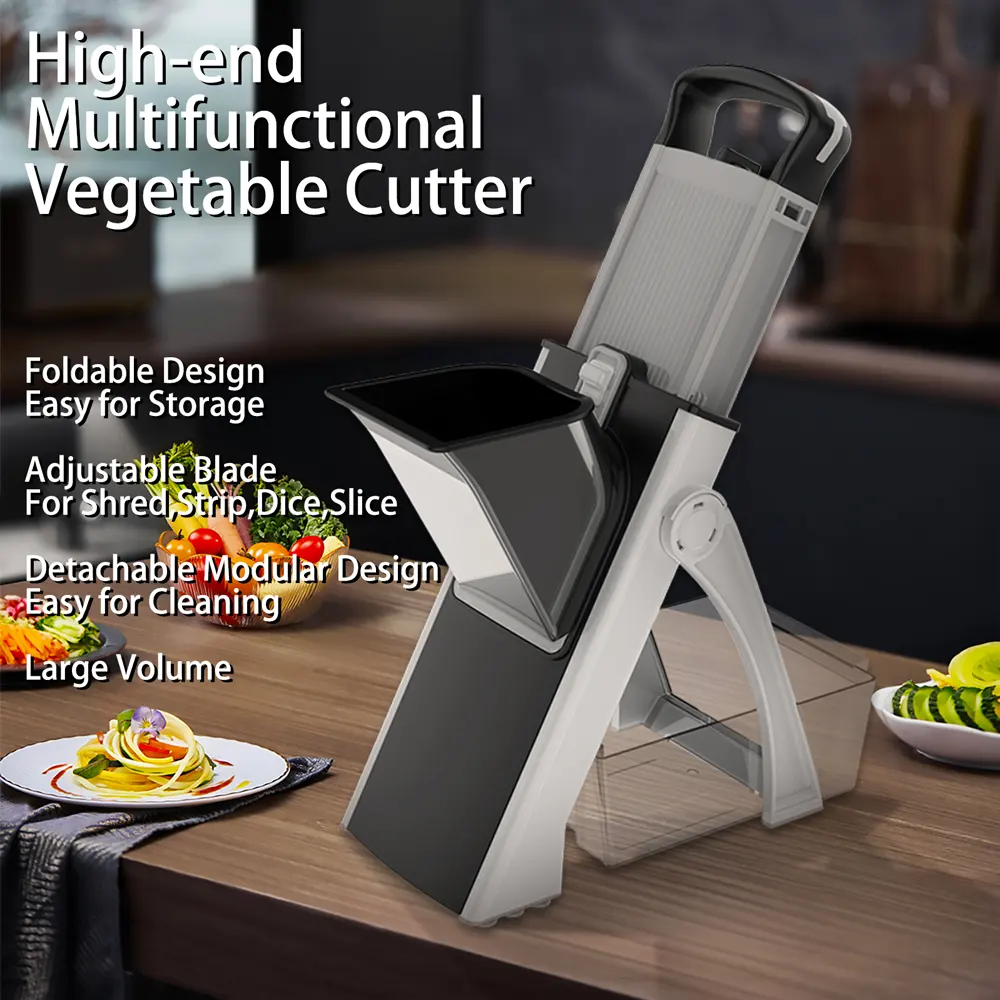 High-end
Multifunctional
Vegetable Cutter
Foldable Design
Easy for Storage
Adjustable Blade
For Shred,Strip,Dice,Slice
Detachable Modular Design
Easy for Cleaning
Large Volume